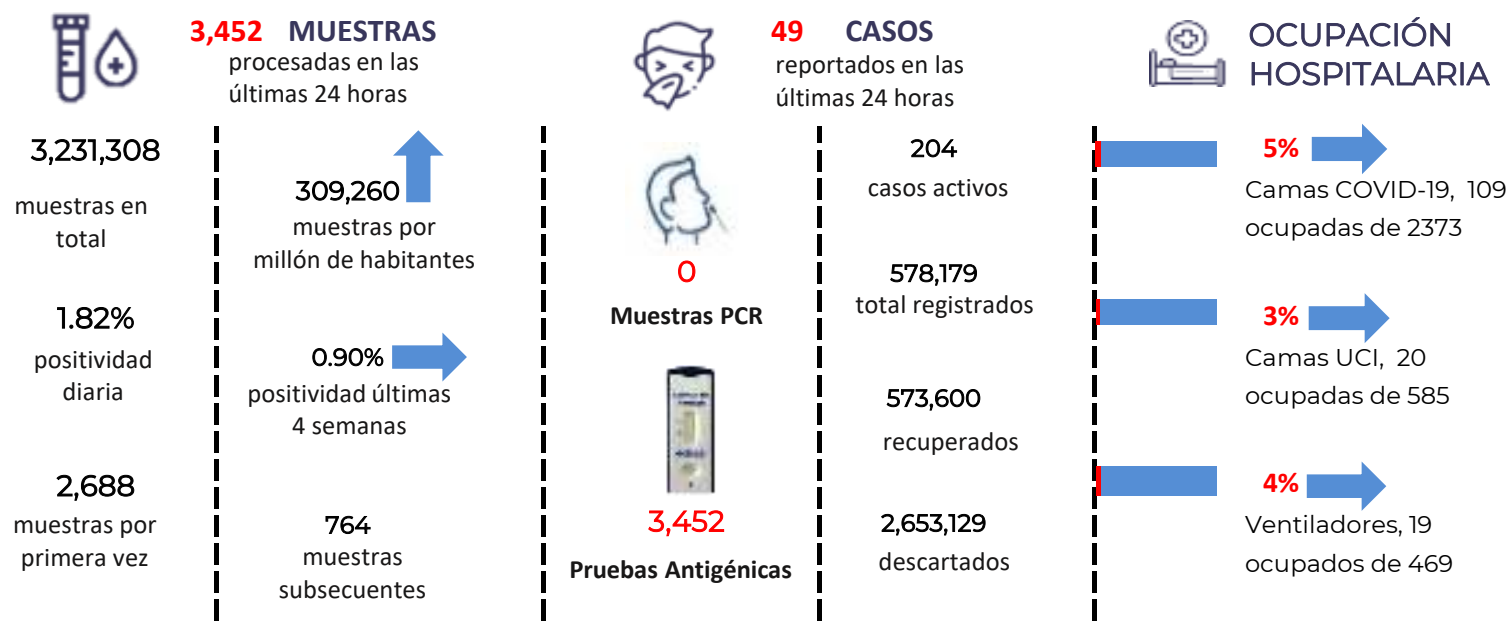 3,452 MUESTRAS
procesadas en las
últimas 24 horas
3,231,308
muestras en
total
1.82%
positividad
diaria
2,688
muestras por
primera vez
309,260
muestras por
millón de habitantes
0.90%
positividad últimas
4 semanas
764
muestras
subsecuentes
49 CASOS
reportados en las
últimas 24 horas
0
Muestras PCR
3,452
Pruebas Antigénicas
204
casos activos
578,179
total registrados
573,600
recuperados
2,653,129
descartados
OCUPACIÓN
HOSPITALARIA
5%
Camas COVID-19, 109
ocupadas de 2373
3%
Camas UCI, 20
ocupadas de 585
4%
Ventiladores, 19
ocupados de 469